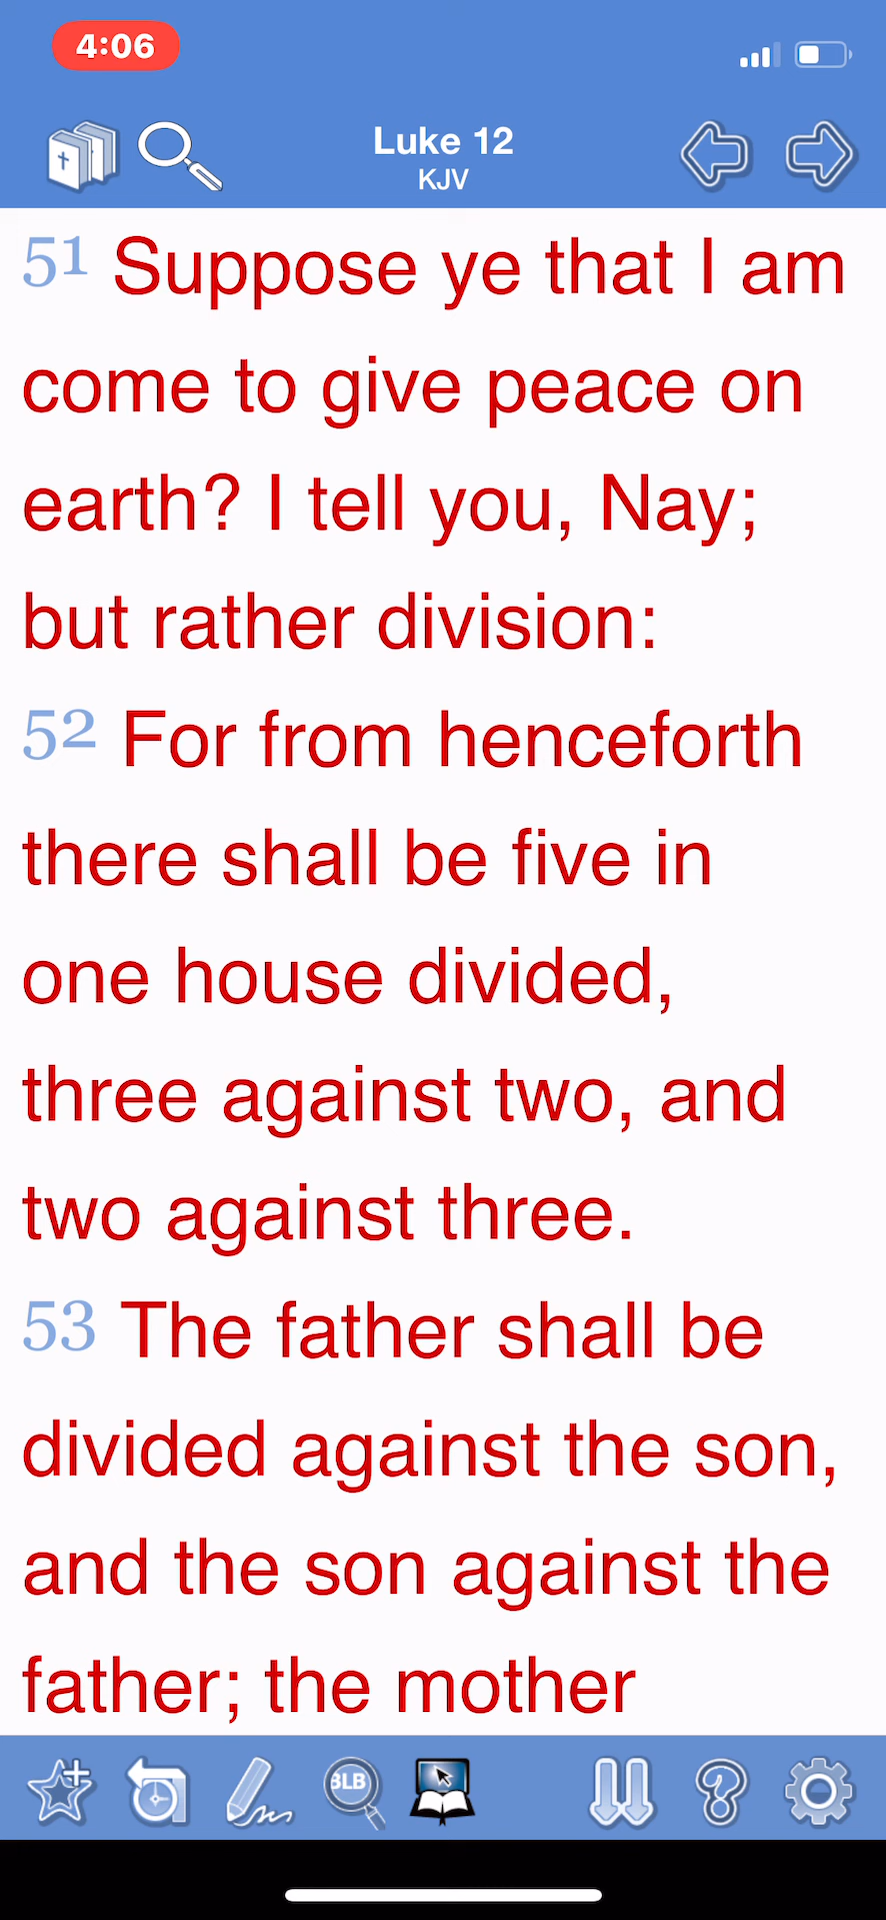 4:06
Luke 12
KJV
51 Suppose ye that I am
come to give peace on
earth? I tell you, Nay;
but rather division:
52 For from henceforth
there shall be five in
one house divided,
three against two, and
two against three.
53 The father shall be
divided against the son,
and the son against the
father; the mother
BLB